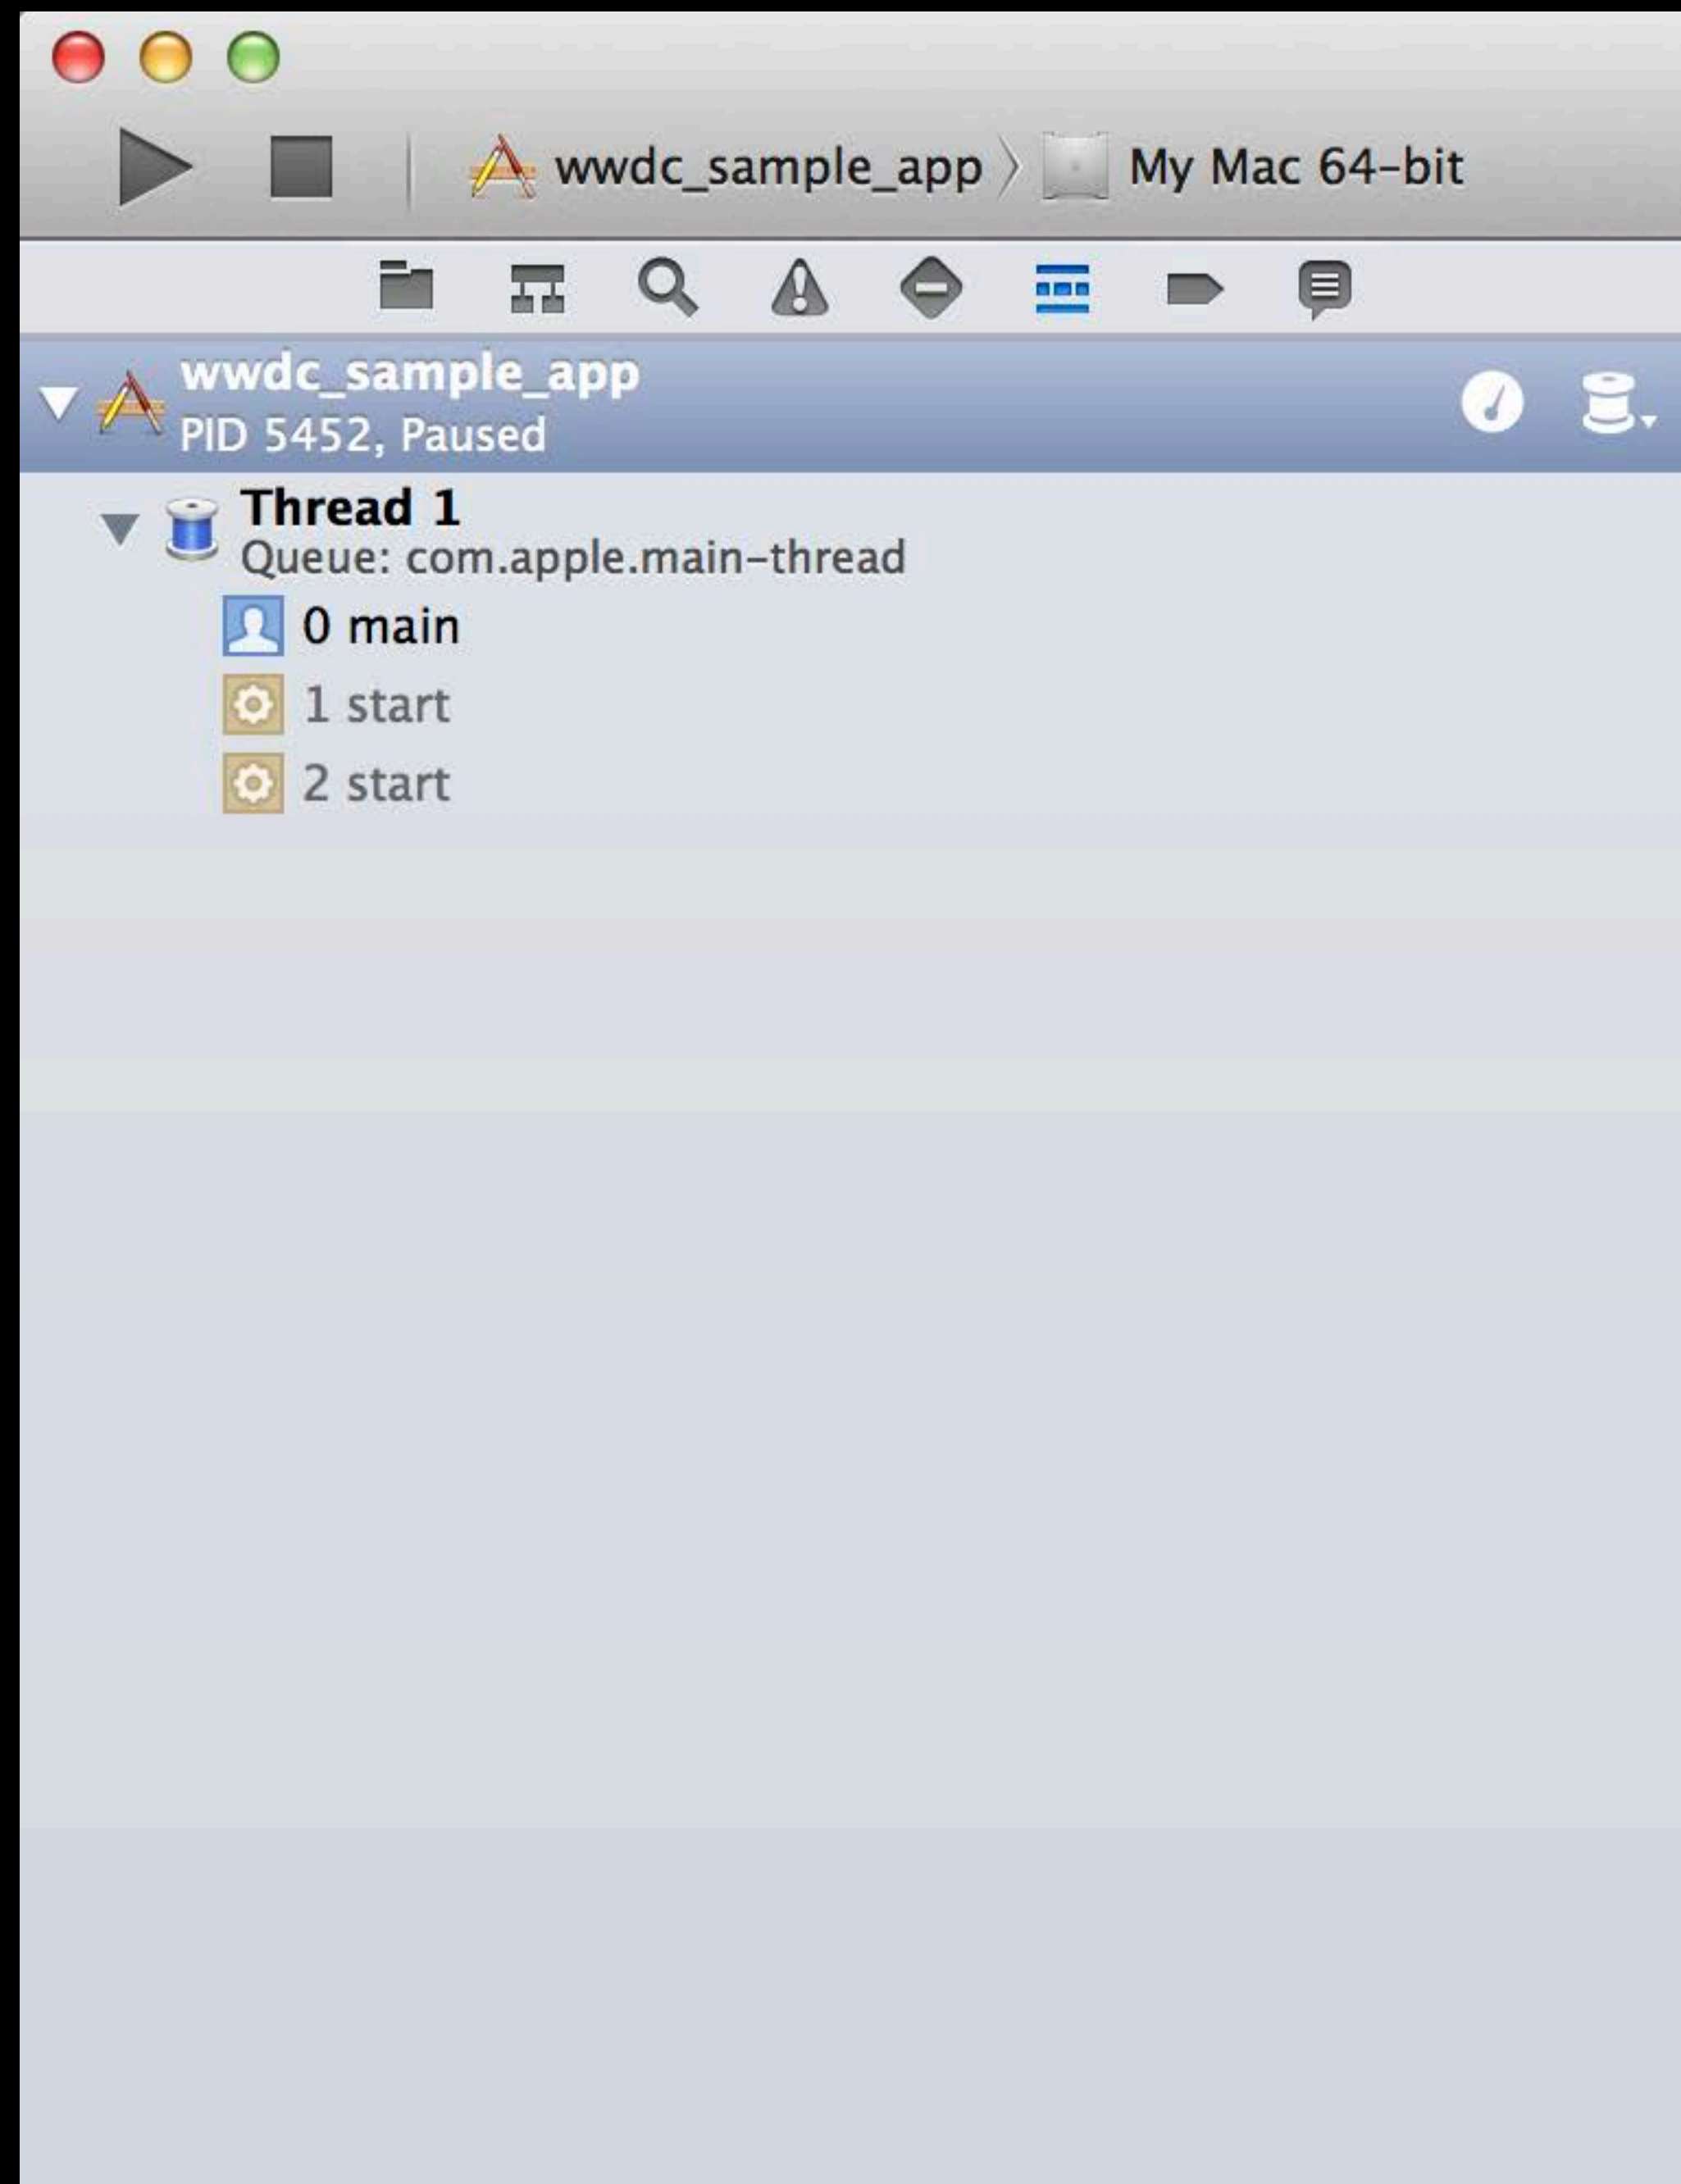 wwdc_sample_app My Mac 64-bit
wwdc_sample_app
PID 5452, Paused
Thread 1
Queue: com.apple.main-thread
0 main
1 start
2 start